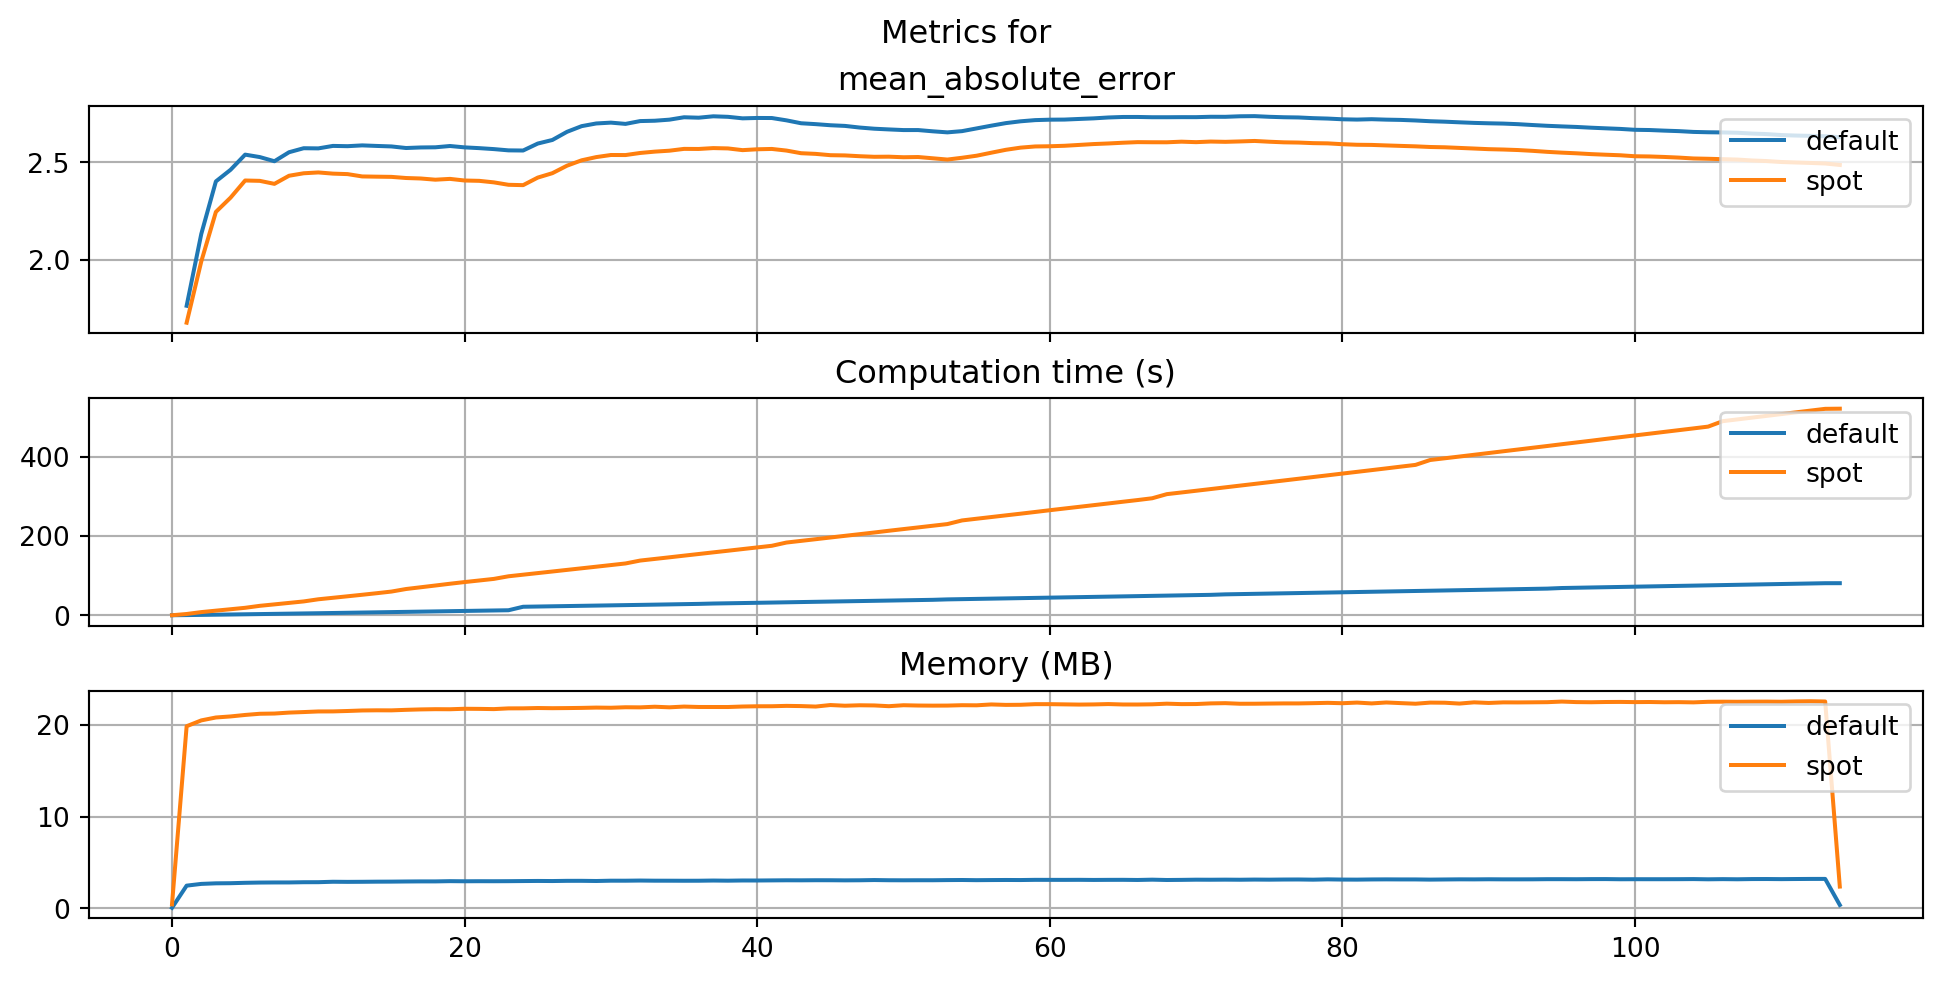 Metrics for
mean_absolute_error
2.5
2.0
default
spot
Computation time (s)
400
200
0
default
spot
Memory (MB)
20
10
0
default
spot
0 20 40 60 80 100